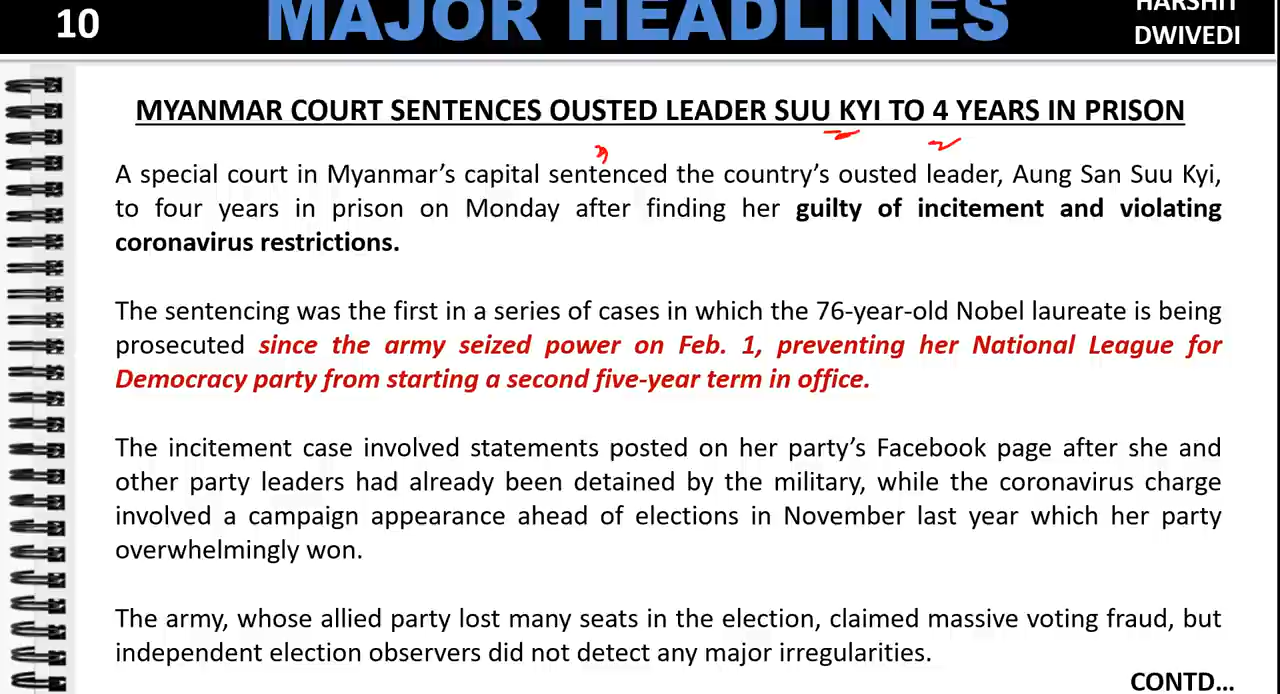 10
MAJOR HEADLINES
HARSHIT
DWIVEDI
MYANMAR COURT SENTENCES OUSTED LEADER SUU KYI TO 4 YEARS IN PRISON
A special court in Myanmar’s capital sentenced the country’s ousted leader, Aung San Suu Kyi,
to four years in prison on Monday after finding her guilty of incitement and violating
coronavirus restrictions.
The sentencing was the first in a series of cases in which the 76-year-old Nobel laureate is being
prosecuted since the army seized power on Feb. 1, preventing her National League for
Democracy party from starting a second five-year term in office.
The incitement case involved statements posted on her party’s Facebook page after she and
other party leaders had already been detained by the military, while the coronavirus charge
involved a campaign appearance ahead of elections in November last year which her party
overwhelmingly won.
The army, whose allied party lost many seats in the election, claimed massive voting fraud, but
independent election observers did not detect any major irregularities.
CONTD...